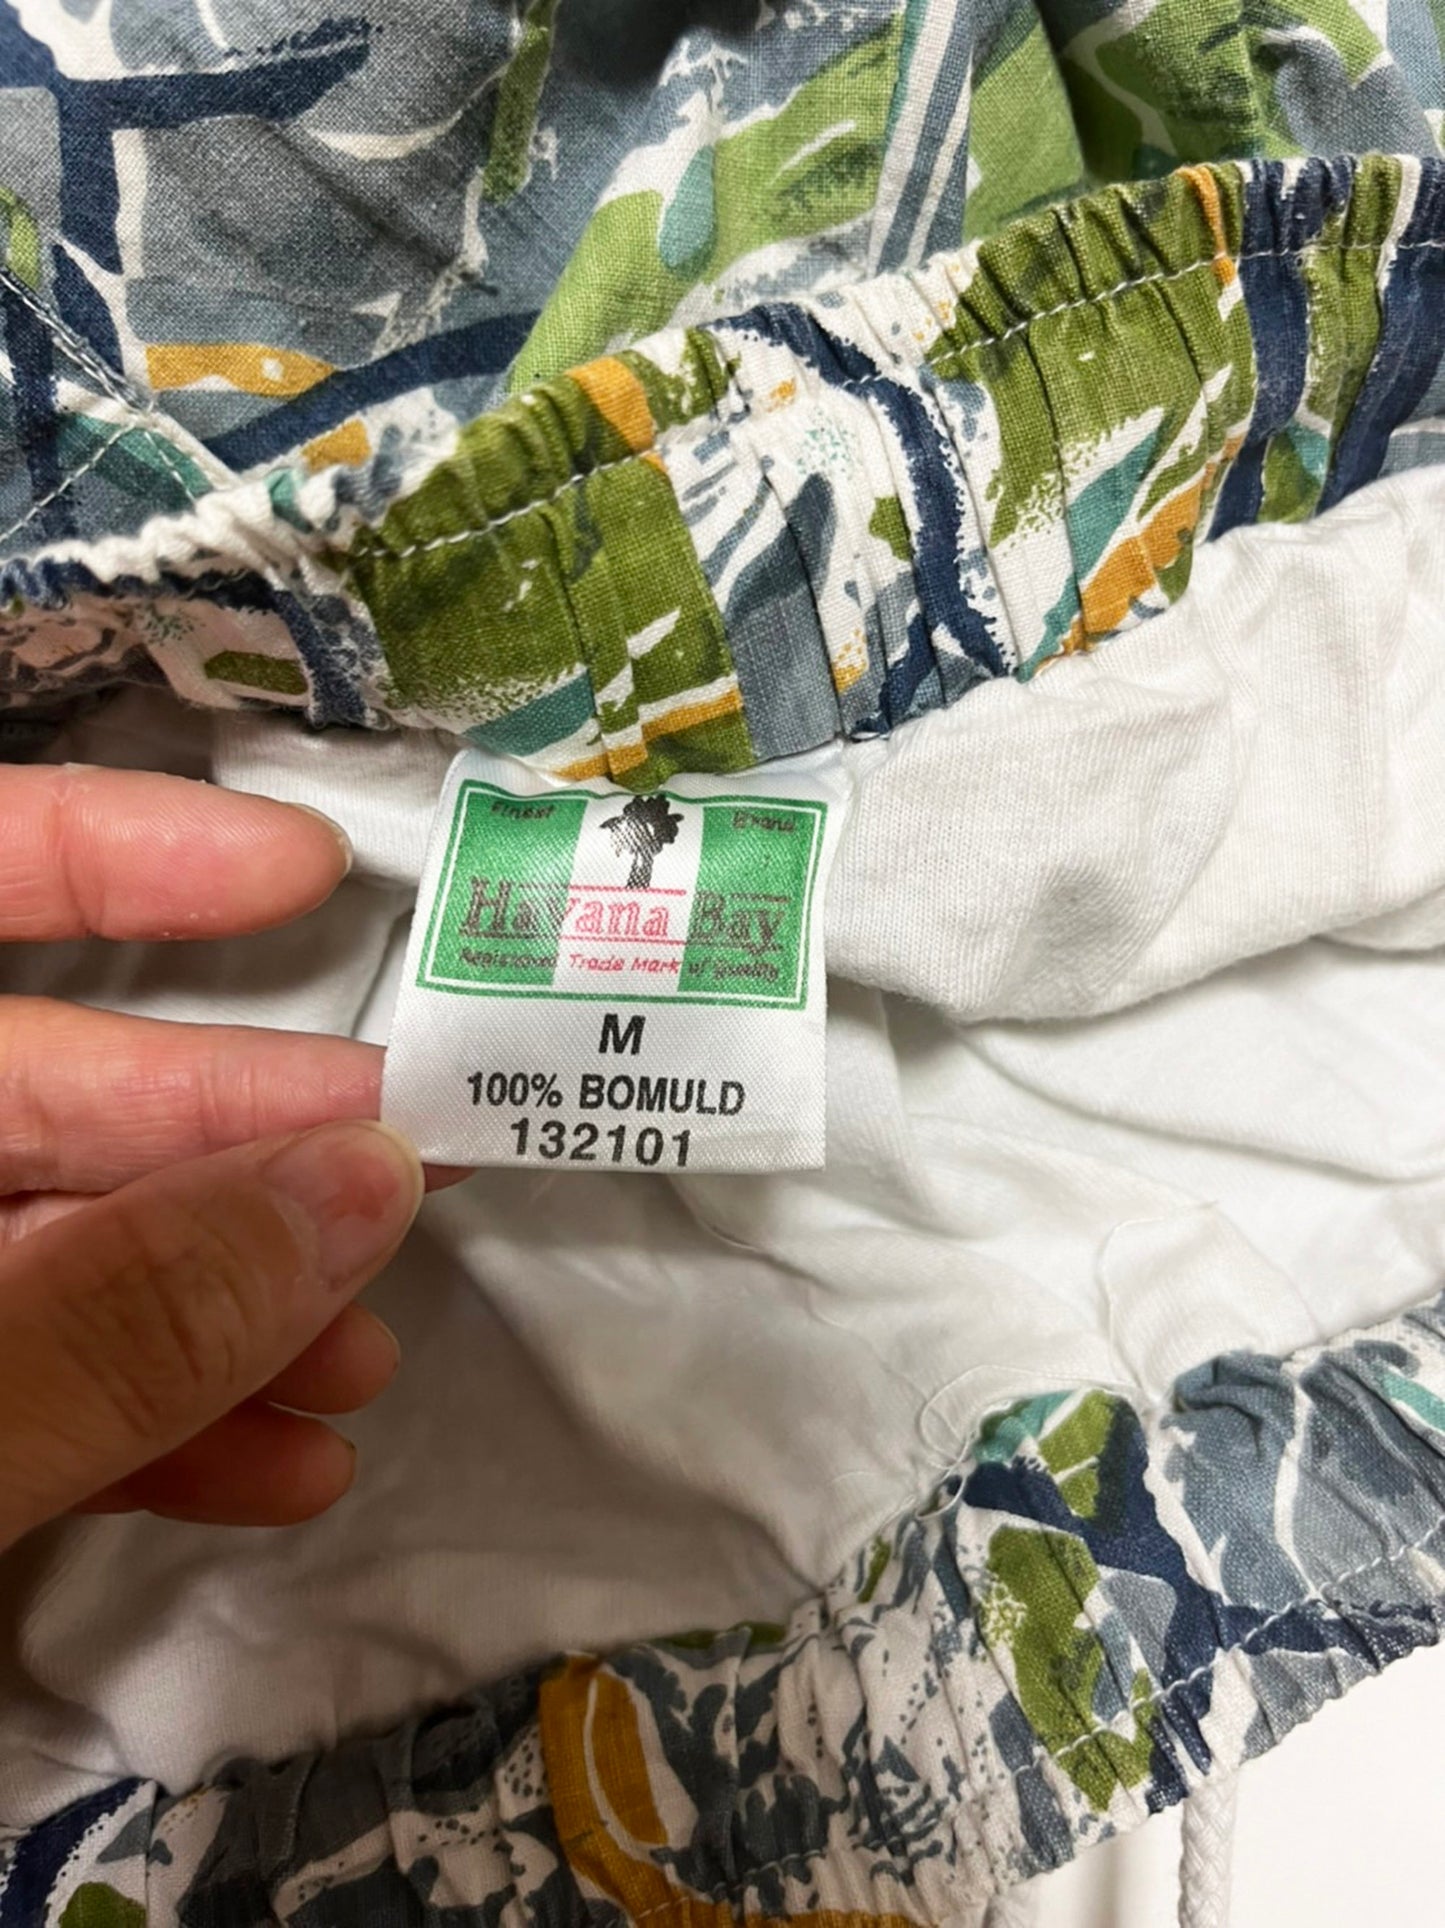 Finest Brand
Havana Bay
Registered Trade Mark of Quality
M
100% BOMULD
132101